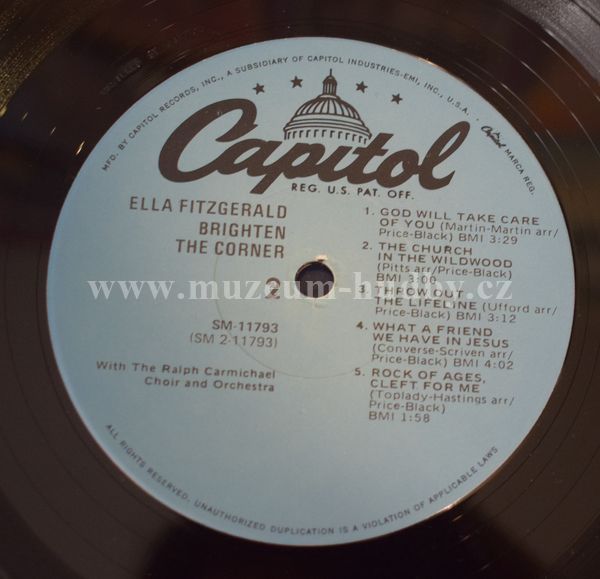 MFD. BY CAPITOL RECORDS, INC., A SUBSIDIARY OF CAPITOL INDUSTRIES-EMI, INC., U.S.A. · Capitol MARCA REG.
Capitol
REG. U.S. PAT. OFF.
ELLA FITZGERALD
BRIGHTEN
THE CORNER
2
SM-11793
(SM 2-11793)
With The Ralph Carmichael
Choir and Orchestra
1. GOD WILL TAKE CARE
OF YOU (Martin-Martin arr/
Price-Black) BMI 3:29
2. THE CHURCH
IN THE WILDWOOD
(Pitts arr/Price-Black)
BMI 3:00
3. THROW OUT
THE LIFELINE (Ufford arr/
Price-Black) BMI 3:12
4. WHAT A FRIEND
WE HAVE IN JESUS
(Converse-Scriven arr/
Price-Black) BMI 4:02
5. ROCK OF AGES,
CLEFT FOR ME
(Toplady-Hastings arr/
Price-Black)
BMI 1:58
ALL RIGHTS RESERVED. UNAUTHORIZED DUPLICATION IS A VIOLATION OF APPLICABLE LAWS
www.muzeum-hudby.cz